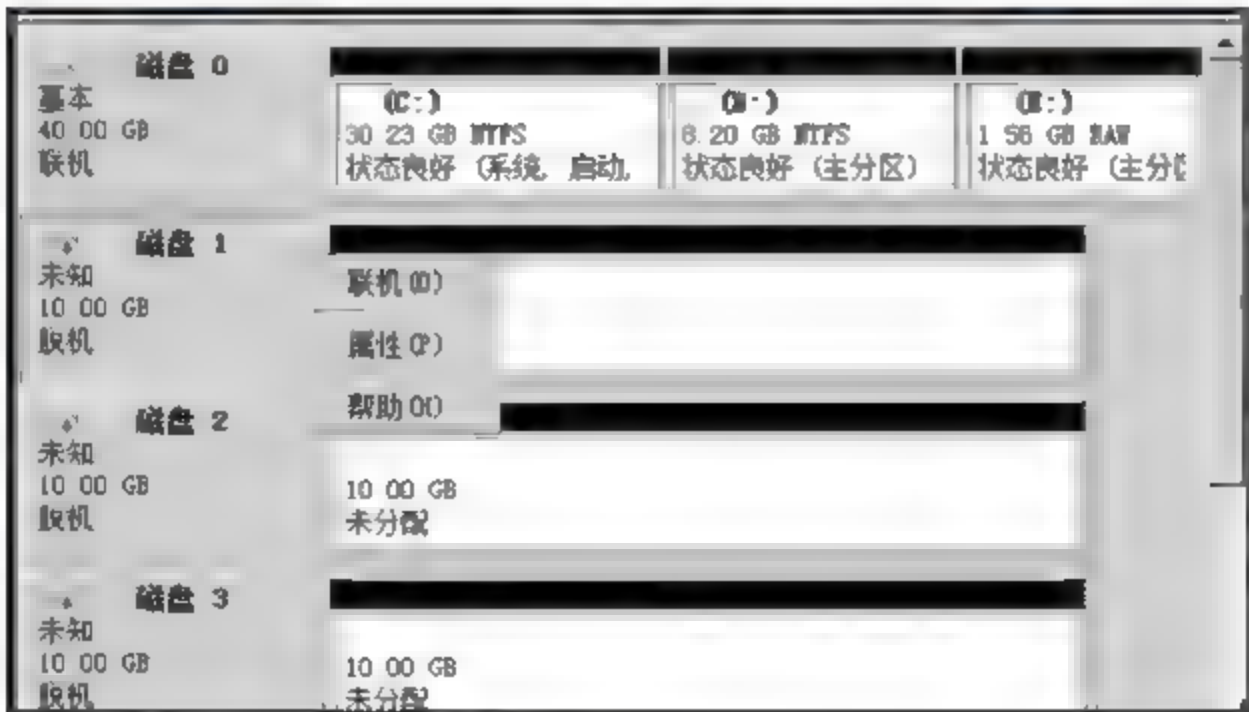 磁盘 0
基本
40 00 GB
联机
(C:)
30 23 GB NTFS
状态良好 (系统, 启动,
8 20 GB NTFS
状态良好 (主分区)
1 56 GB RAW
状态良好 (主分区
磁盘 1
未知
10 00 GB
脱机
联机(O)
属性(P)
帮助(H)
磁盘 2
未知
10 00 GB
脱机
10 00 GB
未分配
磁盘 3
未知
10 00 GB
脱机
10 00 GB
未分配